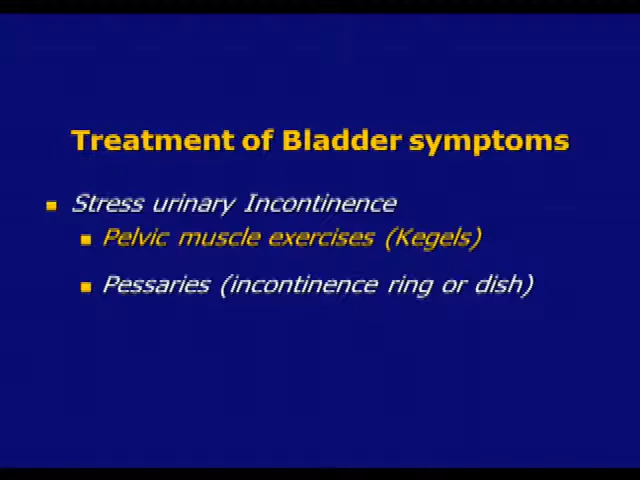 Treatment of Bladder symptoms
Stress urinary Incontinence
Pelvic muscle exercises (Kegels)
Pessaries (incontinence ring or dish)